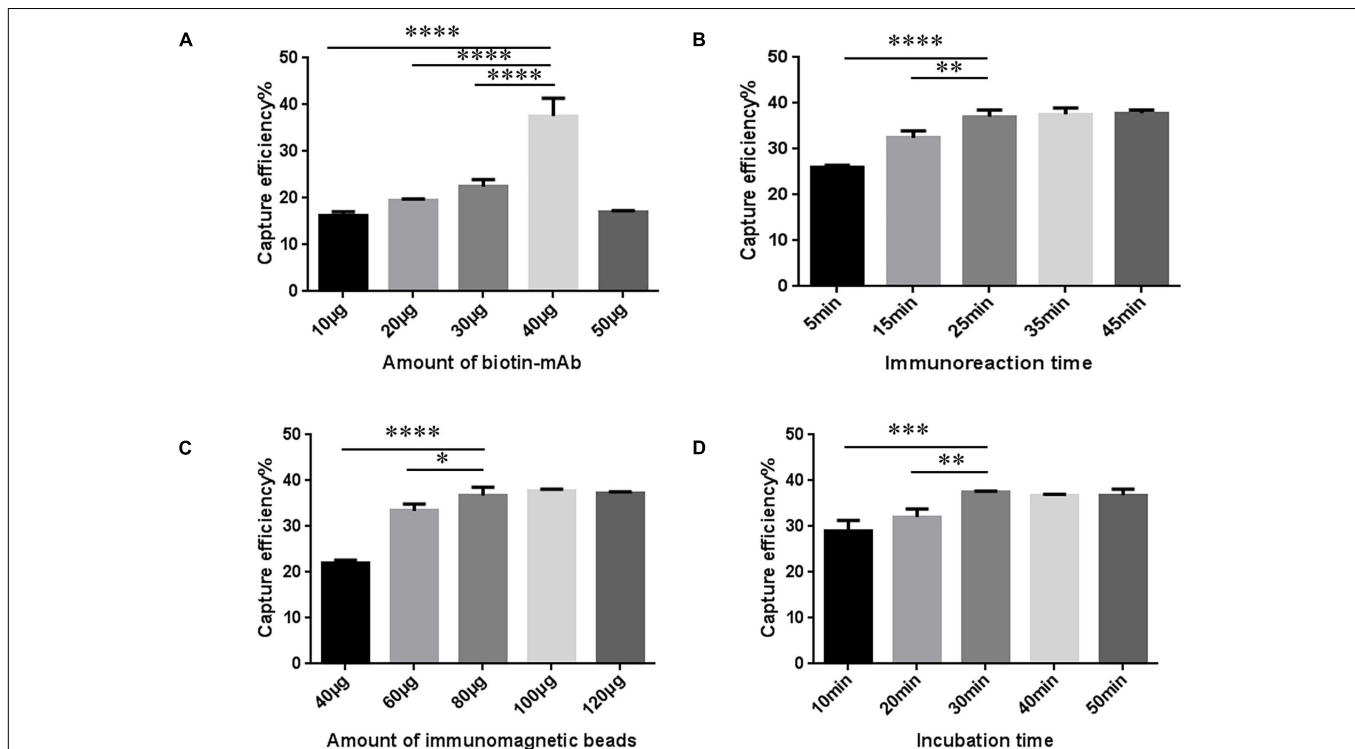 A
****
****
****
Capture efficiency%
50
40
30
20
10
0
10µg
20µg
30µg
40µg
50µg
Amount of biotin-mAb
B
****
**
Capture efficiency%
50
40
30
20
10
0
5min
15min
25min
35min
45min
Immunoreaction time
C
****
*
Capture efficiency%
50
40
30
20
10
0
40µg
60µg
80µg
100µg
120µg
Amount of immunomagnetic beads
D
***
**
Capture efficiency%
50
40
30
20
10
0
10min
20min
30min
40min
50min
Incubation time